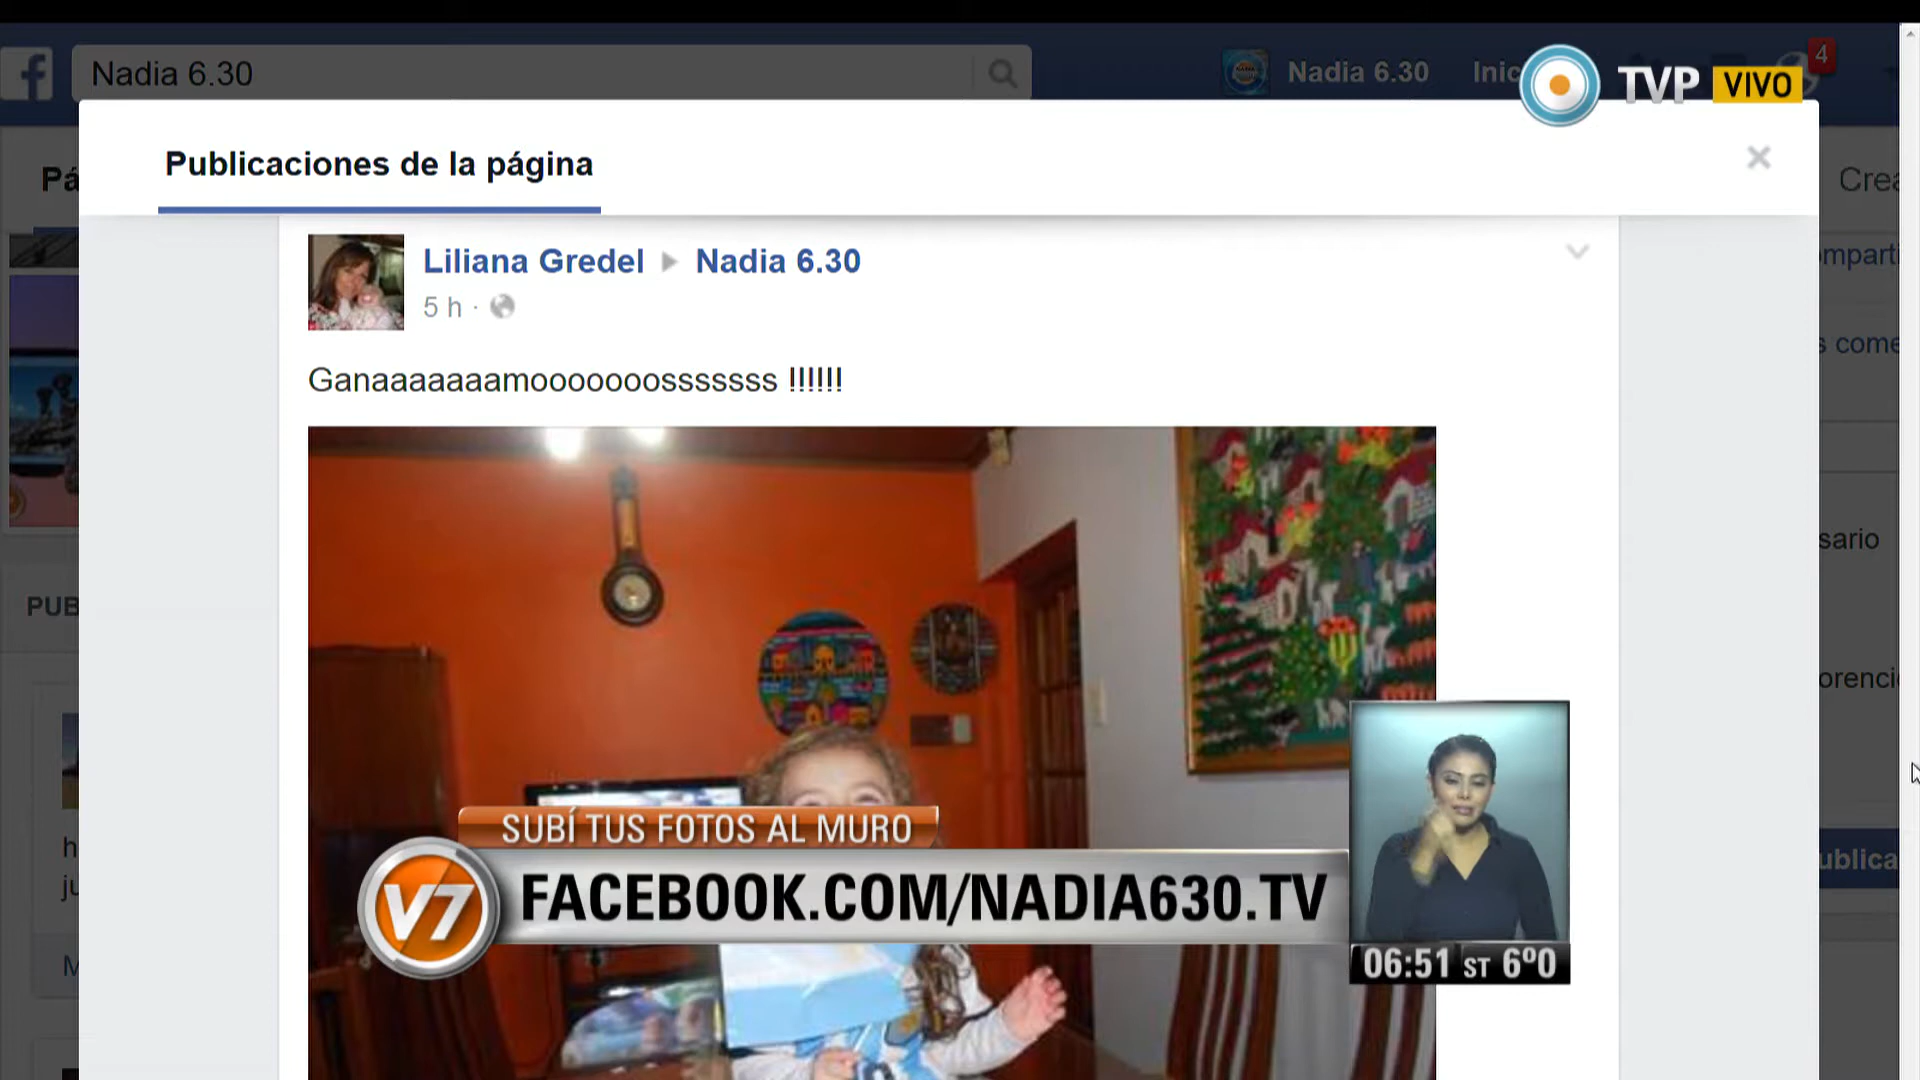 Nadia 6.30
Nadia 6.30
4
TVP VIVO
Publicaciones de la página
Liliana Gredel Nadia 6.30
5 h
Ganaaaaaaamooooooosssssss !!!!!!
SUBÍ TUS FOTOS AL MURO
V7
FACEBOOK.COM/NADIA630.TV
06:51 ST 6º0